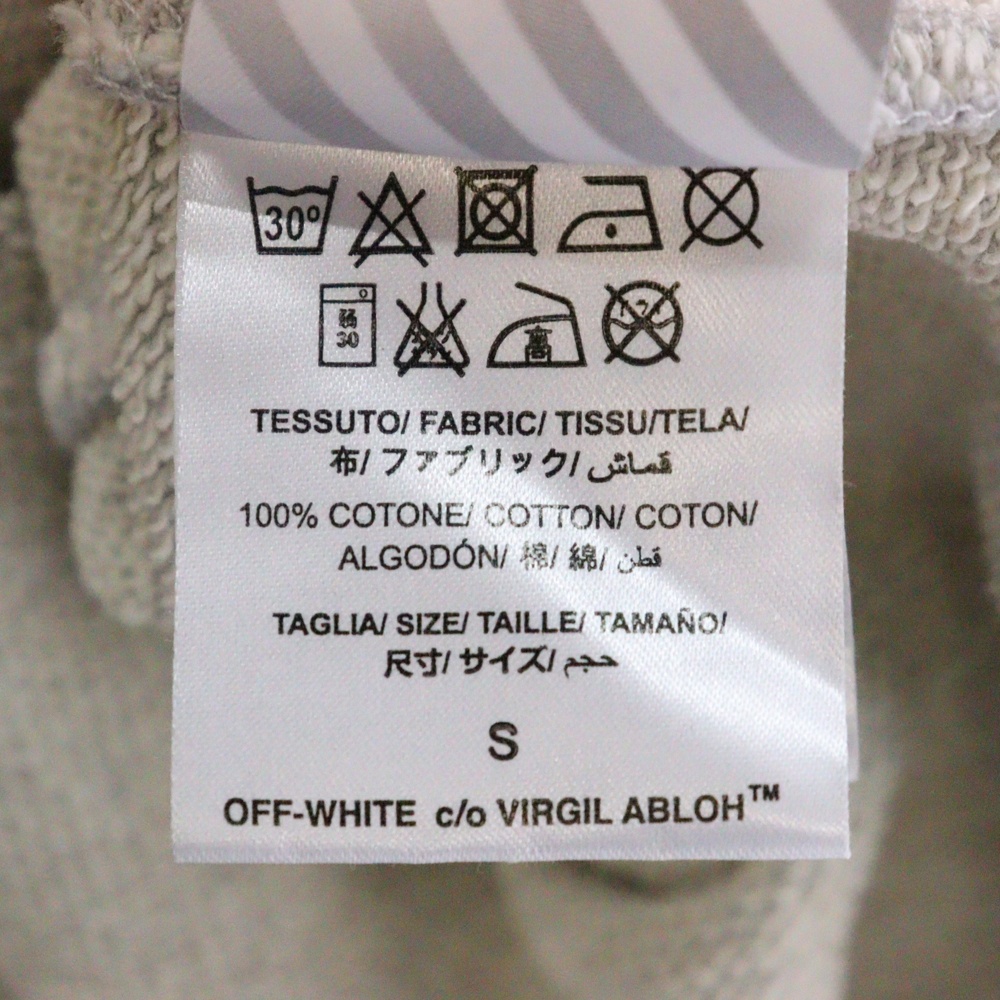 30°
弱
30
高
TESSUTO/ FABRIC/ TISSU/TELA/
布/ ファブリック/ قماش
100% COTONE/ COTTON/ COTON/
ALGODÓN/ 棉/ 綿/ قطن
TAGLIA/ SIZE/ TAILLE/ TAMAÑO/
尺寸/ サイズ/ حجم
S
OFF-WHITE c/o VIRGIL ABLOH™